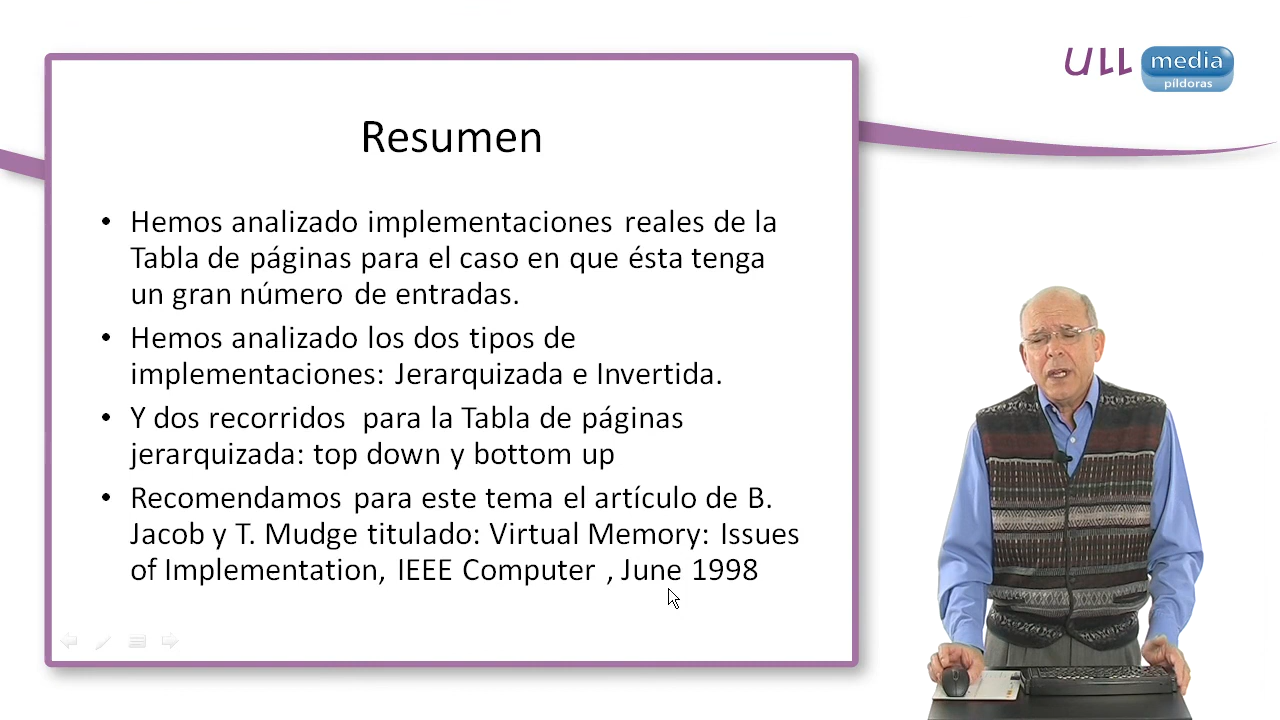 ULL media
píldoras
Resumen
• Hemos analizado implementaciones reales de la
Tabla de páginas para el caso en que ésta tenga
un gran número de entradas.
• Hemos analizado los dos tipos de
implementaciones: Jerarquizada e Invertida.
• Y dos recorridos para la Tabla de páginas
jerarquizada: top down y bottom up
• Recomendamos para este tema el artículo de B.
Jacob y T. Mudge titulado: Virtual Memory: Issues
of Implementation, IEEE Computer , June 1998